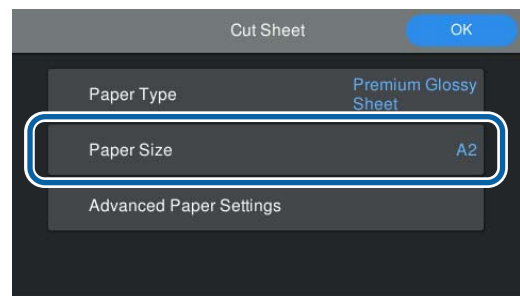 Cut Sheet
OK
Paper Type
Premium Glossy
Sheet
Paper Size
A2
Advanced Paper Settings